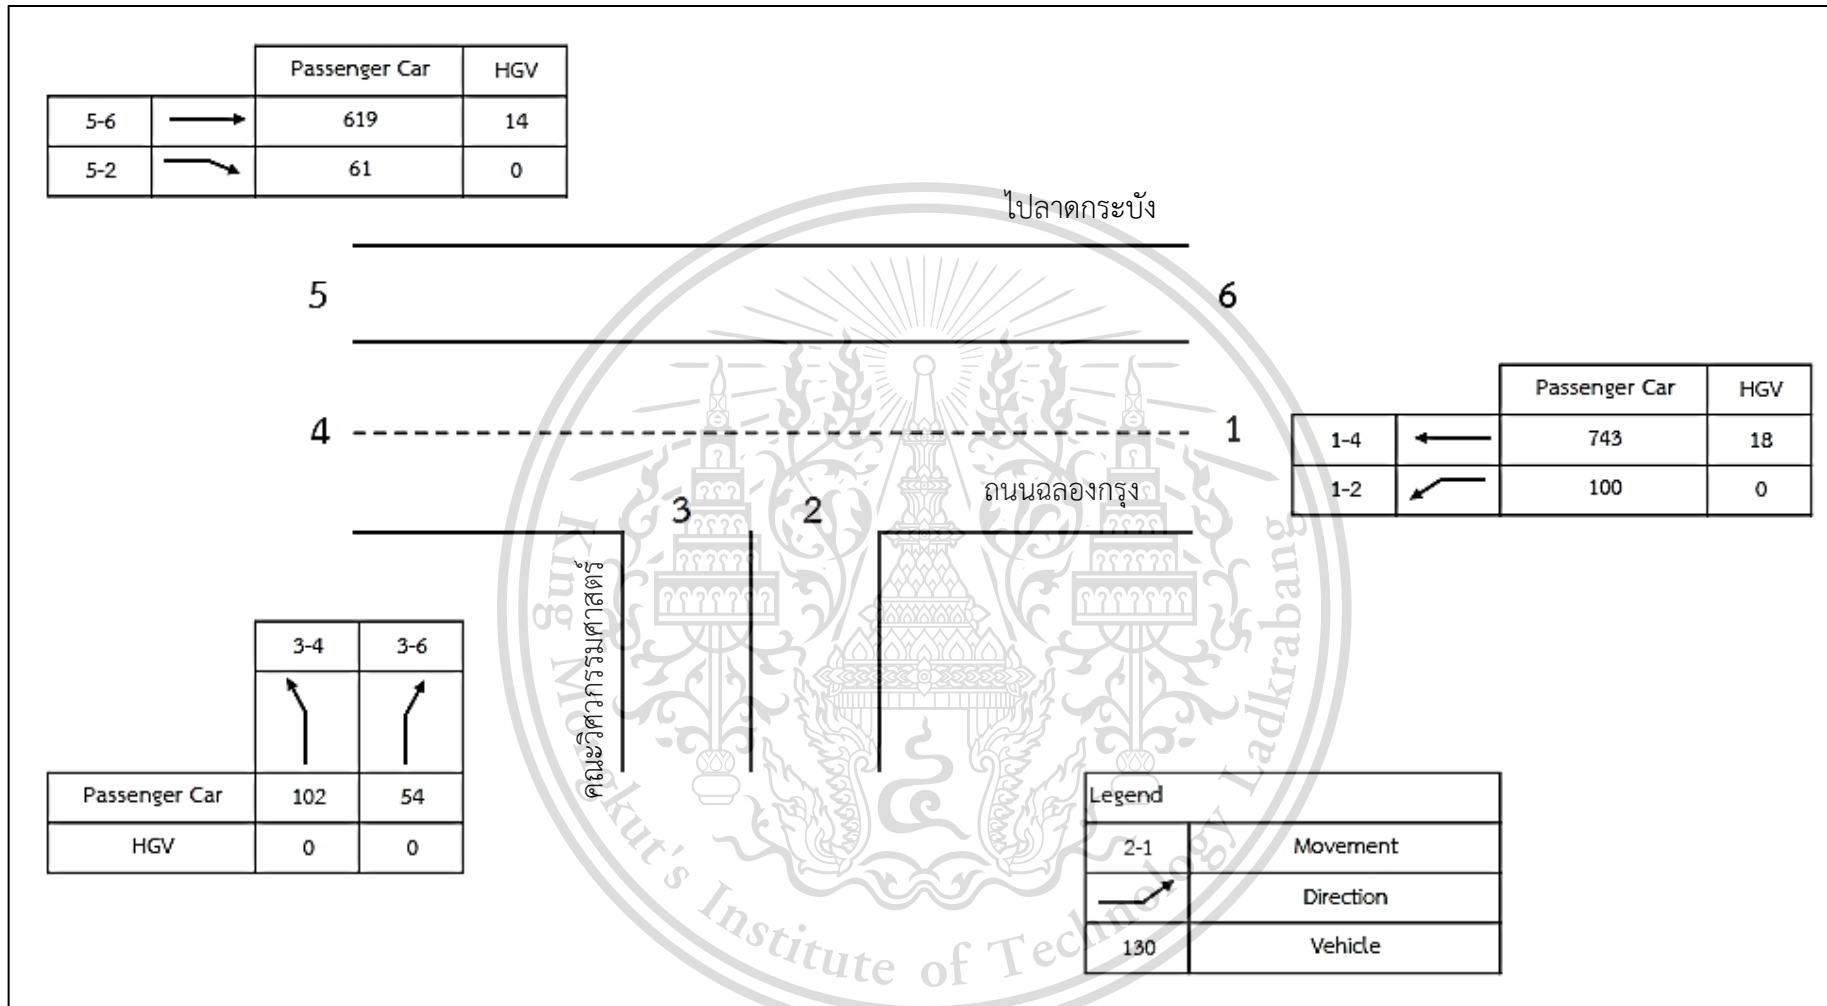 Passenger Car HGV
5-6 619 14
5-2 61 0
ไปลาดกระบัง
5 6
4 1
Passenger Car HGV
1-4 743 18
1-2 100 0
ถนนฉลองกรุง
3 2
คณะวิศวกรรมศาสตร์
3-4 3-6
Passenger Car 102 54
HGV 0 0
Legend
2-1 Movement
Direction
130 Vehicle
King Mongkut's Institute of Technology Ladkrabang